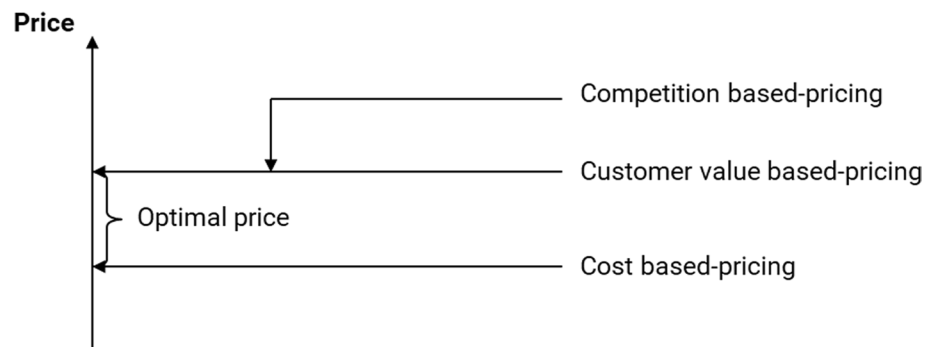 Price
Competition based-pricing
Customer value based-pricing
Optimal price
Cost based-pricing